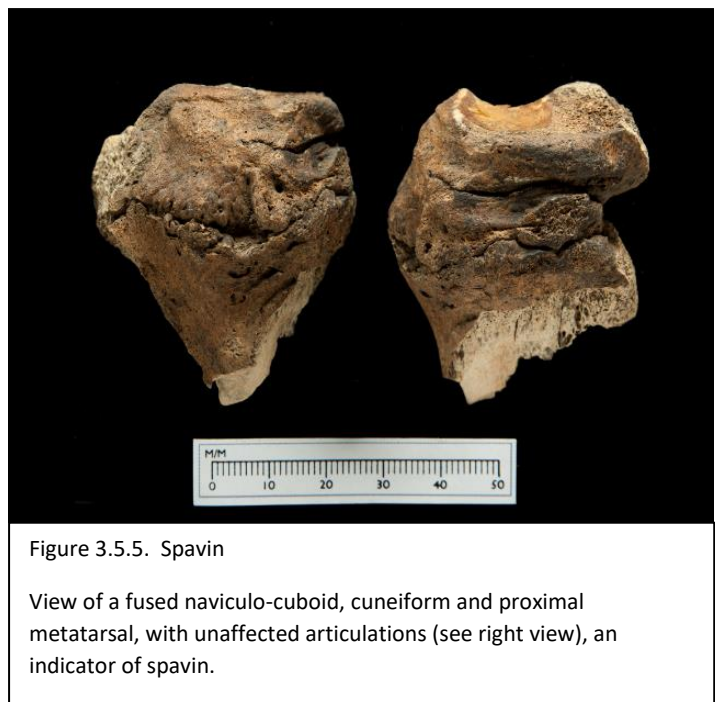 M/M
0 10 20 30 40 50
Figure 3.5.5. Spavin
View of a fused naviculo-cuboid, cuneiform and proximal
metatarsal, with unaffected articulations (see right view), an
indicator of spavin.